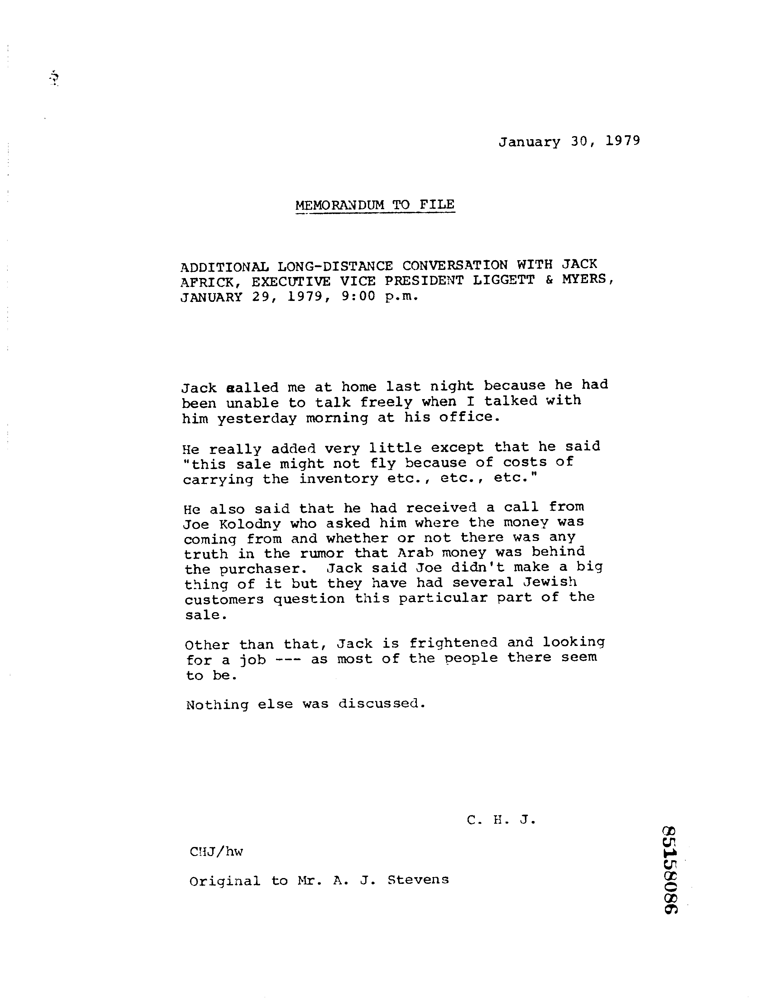 January 30, 1979
MEMORANDUM TO FILE
ADDITIONAL LONG-DISTANCE CONVERSATION WITH JACK
AFRICK, EXECUTIVE VICE PRESIDENT LIGGETT & MYERS,
JANUARY 29, 1979, 9:00 p.m.
Jack called me at home last night because he had
been unable to talk freely when I talked with
him yesterday morning at his office.
He really added very little except that he said
"this sale might not fly because of costs of
carrying the inventory etc., etc., etc."
He also said that he had received a call from
Joe Kolodny who asked him where the money was
coming from and whether or not there was any
truth in the rumor that Arab money was behind
the purchaser. Jack said Joe didn't make a big
thing of it but they have had several Jewish
customers question this particular part of the
sale.
Other than that, Jack is frightened and looking
for a job --- as most of the people there seem
to be.
Nothing else was discussed.
C. H. J.
CHJ/hw
Original to Mr. A. J. Stevens
85158086